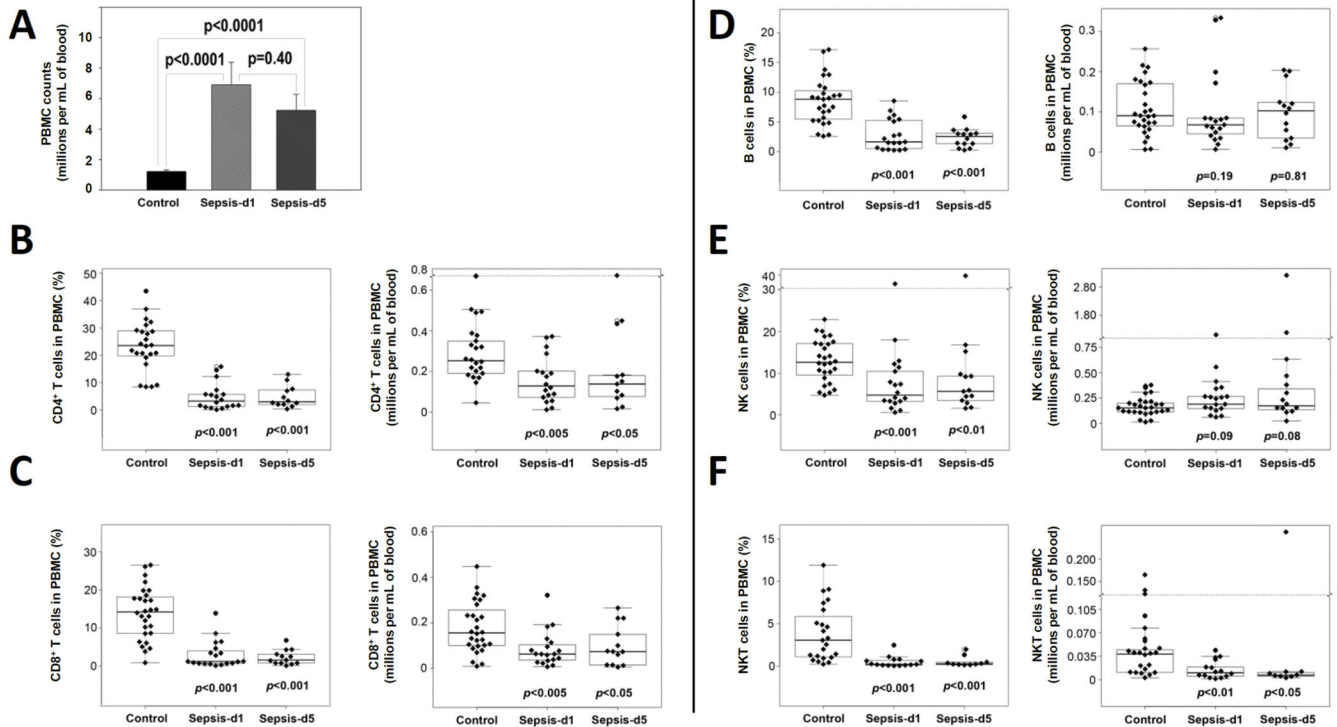 A
PBMC counts
(millions per mL of blood)
10
8
6
4
2
0
p<0.0001
p<0.0001
p=0.40
Control
Sepsis-d1
Sepsis-d5
B
CD4+ T cells in PBMC (%)
50
40
30
20
10
0
p<0.001
p<0.001
Control
Sepsis-d1
Sepsis-d5
CD4+ T cells in PBMC
(millions per mL of blood)
0.8
0.6
0.4
0.2
0
p<0.005
p<0.05
Control
Sepsis-d1
Sepsis-d5
C
CD8+ T cells in PBMC (%)
30
20
10
0
p<0.001
p<0.001
Control
Sepsis-d1
Sepsis-d5
CD8+ T cells in PBMC
(millions per mL of blood)
0.6
0.4
0.2
0
p<0.005
p<0.05
Control
Sepsis-d1
Sepsis-d5
D
B cells in PBMC (%)
20
15
10
5
0
p<0.001
p<0.001
Control
Sepsis-d1
Sepsis-d5
B cells in PBMC
(millions per mL of blood)
0.3
0.2
0.1
0
p=0.19
p=0.81
Control
Sepsis-d1
Sepsis-d5
E
NK cells in PBMC (%)
40
30
20
10
0
p<0.001
p<0.01
Control
Sepsis-d1
Sepsis-d5
NK cells in PBMC
(millions per mL of blood)
2.80
1.80
0.75
0.50
0.25
0
p=0.09
p=0.08
Control
Sepsis-d1
Sepsis-d5
F
NKT cells in PBMC (%)
15
10
5
0
p<0.001
p<0.001
Control
Sepsis-d1
Sepsis-d5
NKT cells in PBMC
(millions per mL of blood)
0.200
0.150
0.105
0.070
0.035
0
p<0.01
p<0.05
Control
Sepsis-d1
Sepsis-d5